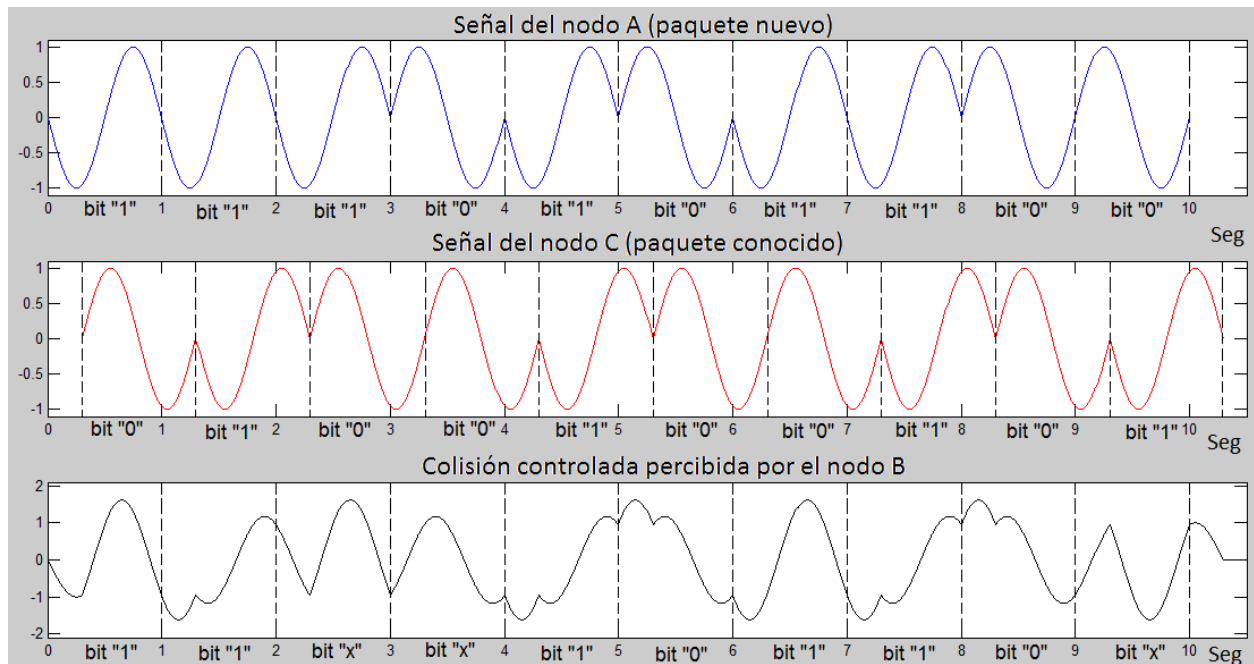 Señal del nodo A (paquete nuevo)
1
0.5
0
-0.5
-1
0 1 2 3 4 5 6 7 8 9 10
bit "1" bit "1" bit "1" bit "0" bit "1" bit "0" bit "1" bit "1" bit "0" bit "0"
Seg
Señal del nodo C (paquete conocido)
1
0.5
0
-0.5
-1
0 1 2 3 4 5 6 7 8 9 10
bit "0" bit "1" bit "0" bit "0" bit "1" bit "0" bit "0" bit "1" bit "0" bit "1"
Seg
Colisión controlada percibida por el nodo B
2
1
0
-1
-2
0 1 2 3 4 5 6 7 8 9 10
bit "1" bit "1" bit "x" bit "x" bit "1" bit "0" bit "1" bit "1" bit "0" bit "x"
Seg